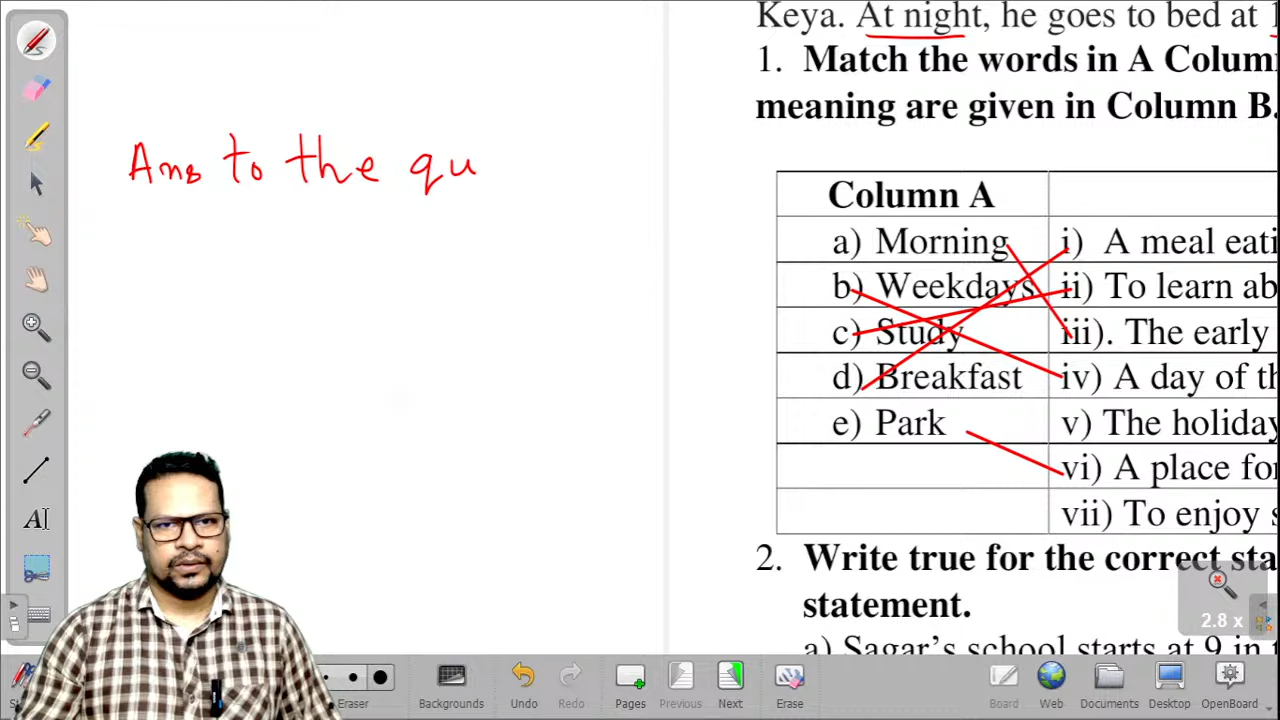 Keya. At night, he goes to bed at
1. Match the words in A Colum
meaning are given in Column B.
Ans to the qu
Column A
a) Morning
i) A meal eati
b) Weekdays
ii) To learn ab
c) Study
iii). The early
d) Breakfast
iv) A day of th
e) Park
v) The holiday
vi) A place for
vii) To enjoy s
2. Write true for the correct sta
statement.
a) Sagar's school starts at 9 in t
2.8 x
Eraser
Backgrounds
Undo
Redo
Pages
Previous
Next
Erase
Board
Web
Documents
Desktop
OpenBoard